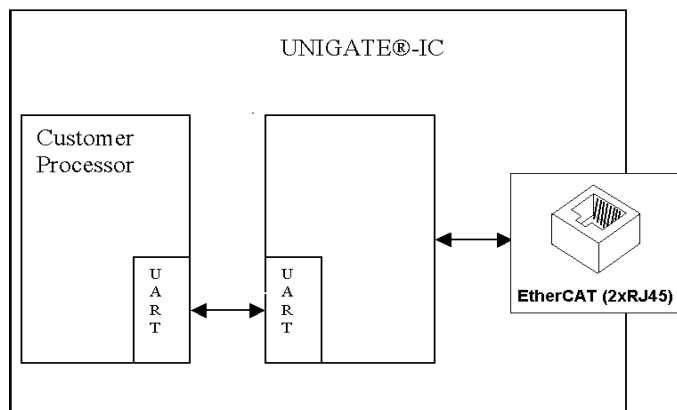 UNIGATE®-IC
Customer
Processor
U
A
R
T
U
A
R
T
EtherCAT (2xRJ45)